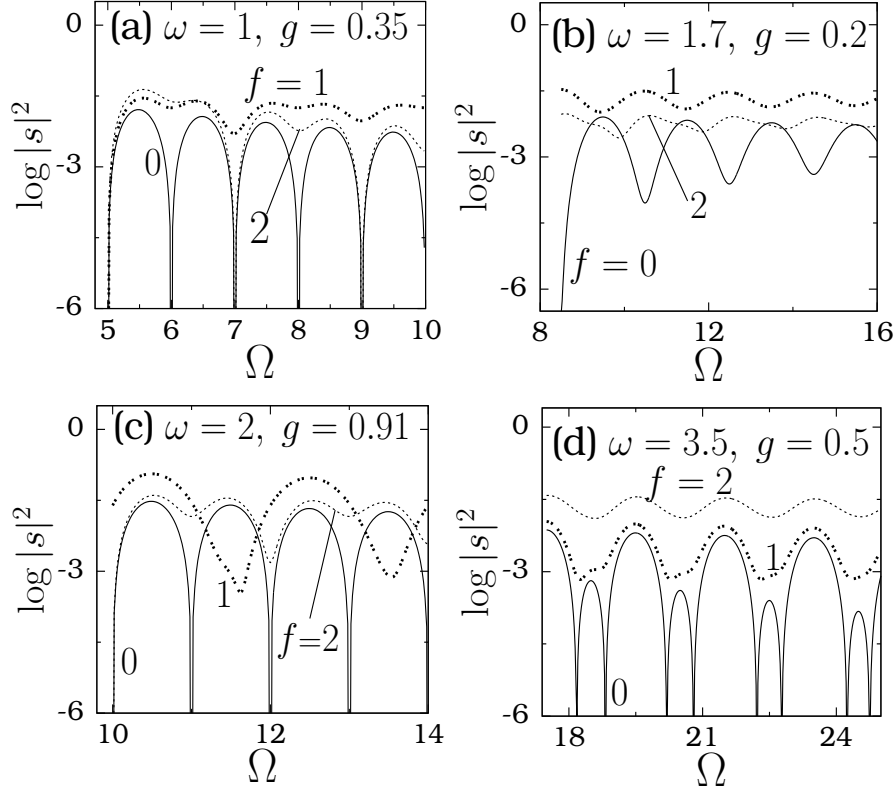 (a) ω = 1, g = 0.35
0
-3
-6
log |s|²
f = 1
0
2
5 6 7 8 9 10
Ω
(b) ω = 1.7, g = 0.2
0
-3
-6
log |s|²
1
2
f = 0
8 12 16
Ω
(c) ω = 2, g = 0.91
0
-3
-6
log |s|²
1
f=2
0
10 12 14
Ω
(d) ω = 3.5, g = 0.5
0
-3
-6
log |s|²
f = 2
1
0
18 21 24
Ω